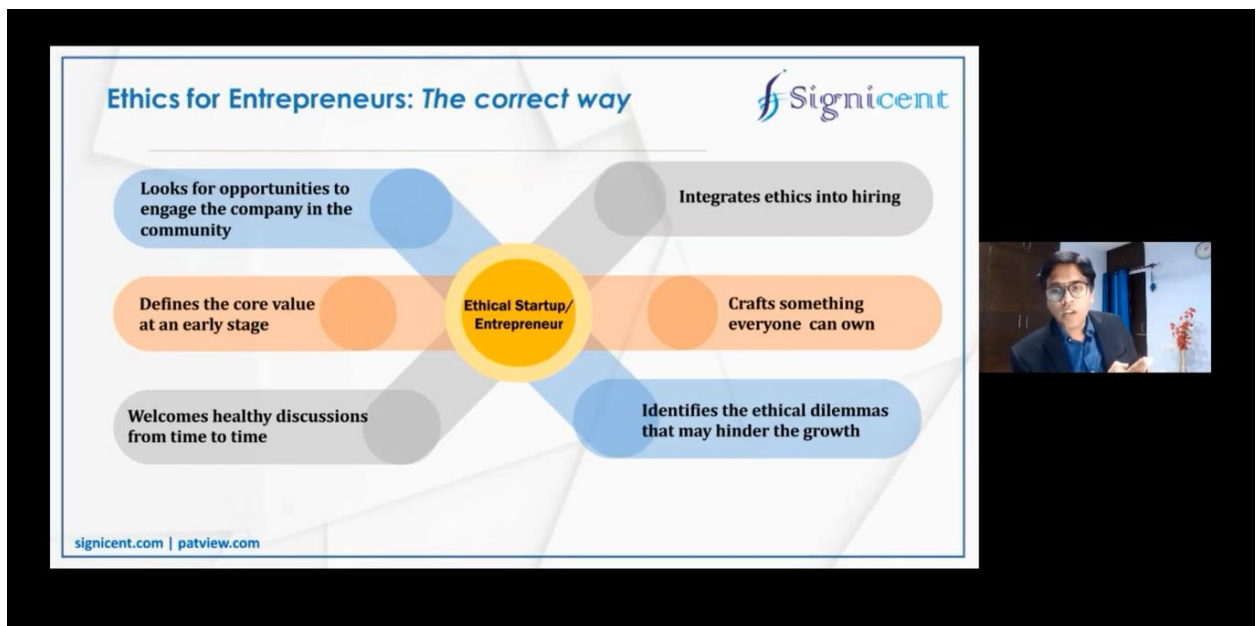 Ethics for Entrepreneurs: The correct way
Signicent
Looks for opportunities to
engage the company in the
community
Integrates ethics into hiring
Defines the core value
at an early stage
Ethical Startup/
Entrepreneur
Crafts something
everyone can own
Welcomes healthy discussions
from time to time
Identifies the ethical dilemmas
that may hinder the growth
signicent.com | patview.com